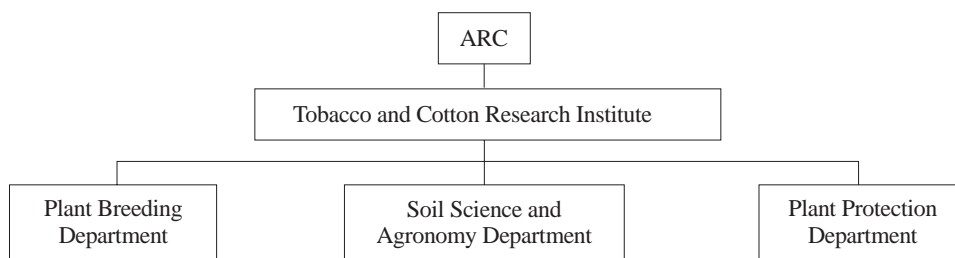 ARC
Tobacco and Cotton Research Institute
Plant Breeding
Department
Soil Science and
Agronomy Department
Plant Protection
Department